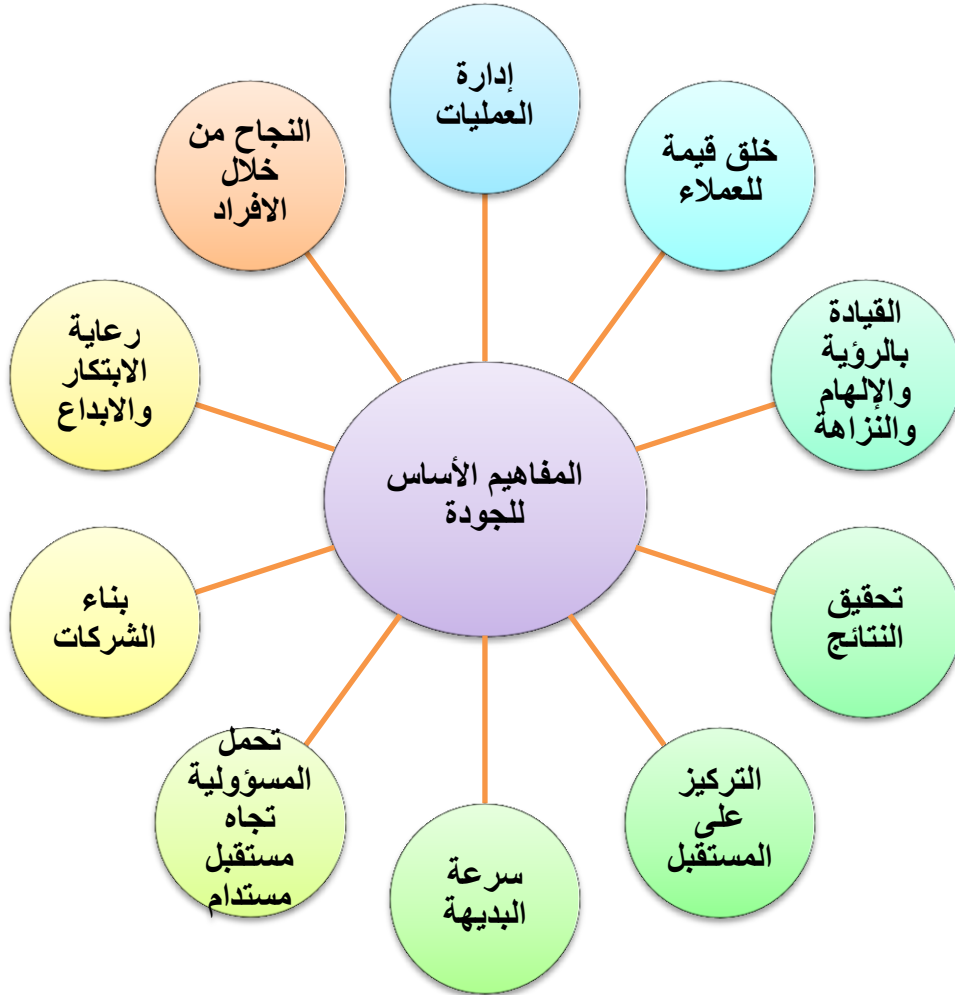 إدارة
العمليات
خلق قيمة
للعملاء
القيادة
بالرؤية
والإلهام
والنزاهة
تحقيق
النتائج
التركيز
على
المستقبل
سرعة
البديهة
تحمل
المسؤولية
تجاه
مستقبل
مستدام
بناء
الشركات
رعاية
الابتكار
والابداع
النجاح من
خلال
الافراد
المفاهيم الأساس
للجودة